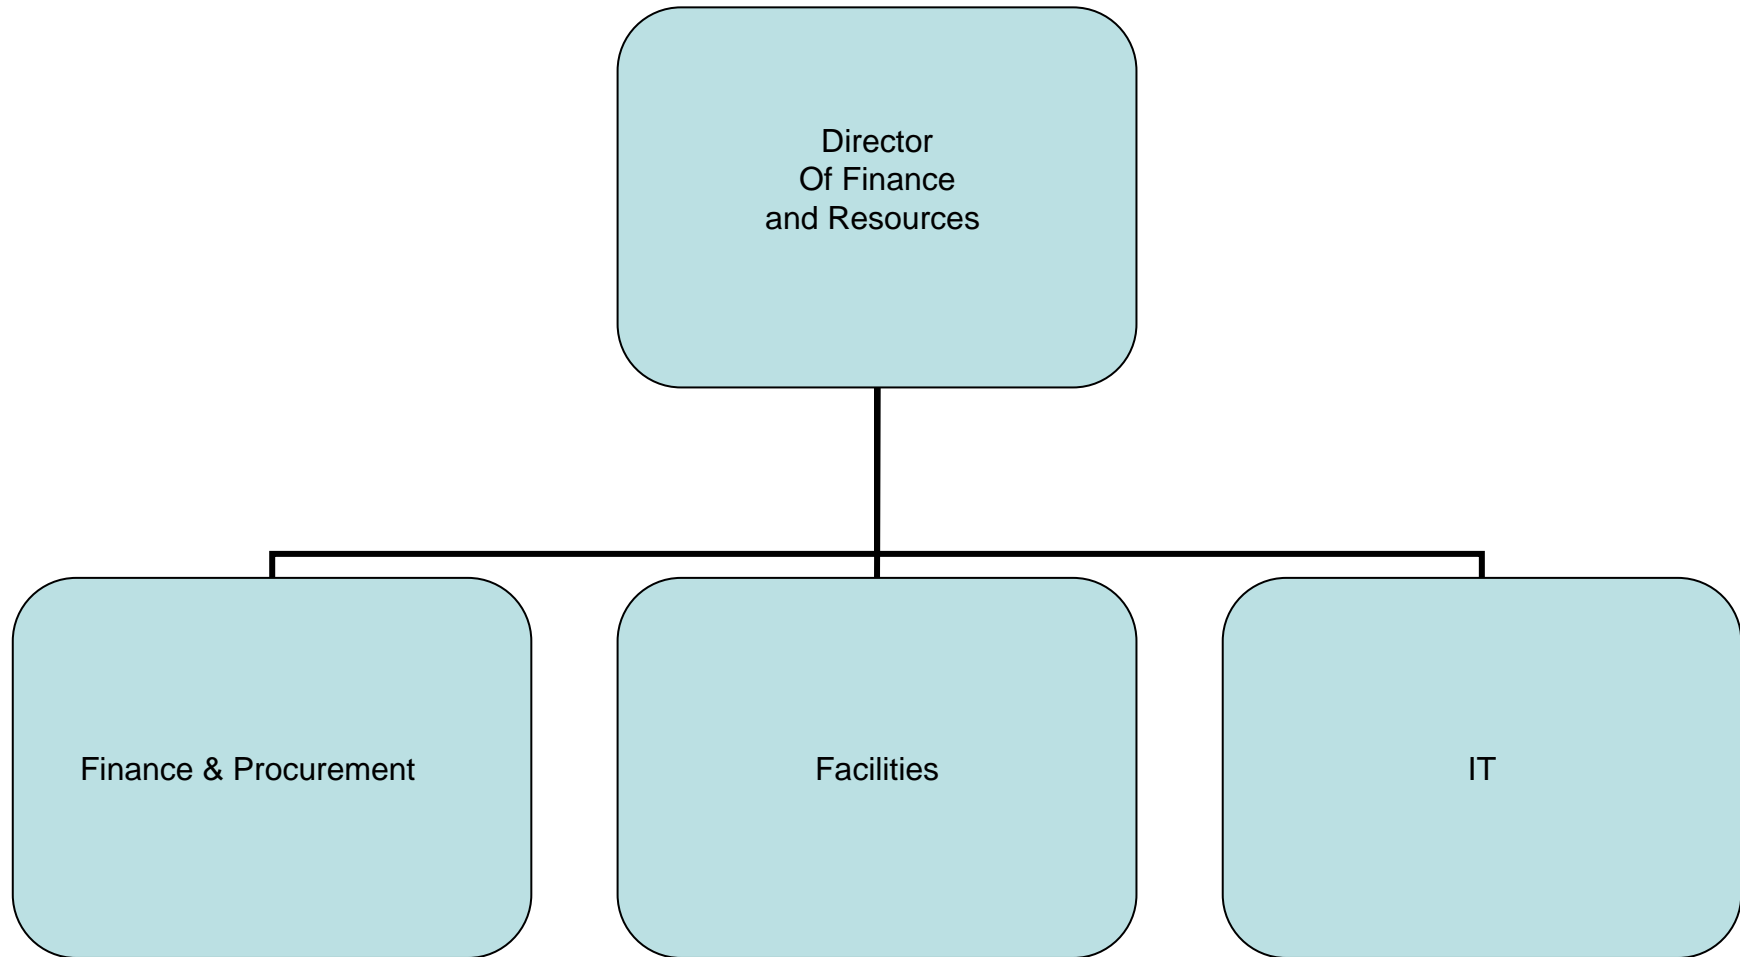 Director
Of Finance
and Resources
Finance & Procurement
Facilities
IT